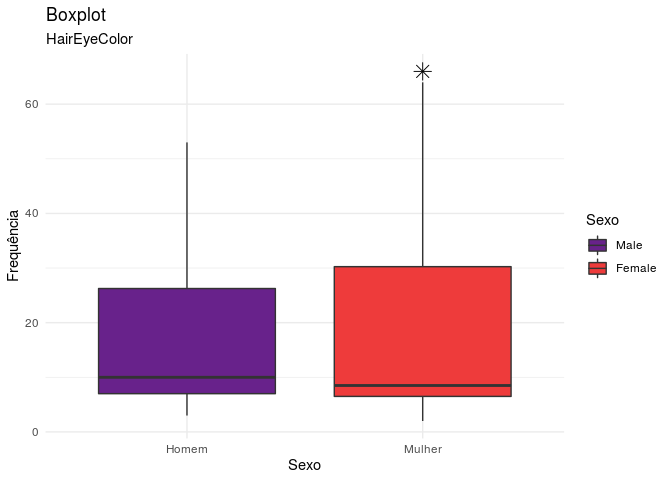 Boxplot
HairEyeColor
60
40
20
0
Frequência
Homem
Mulher
Sexo
Sexo
Male
Female